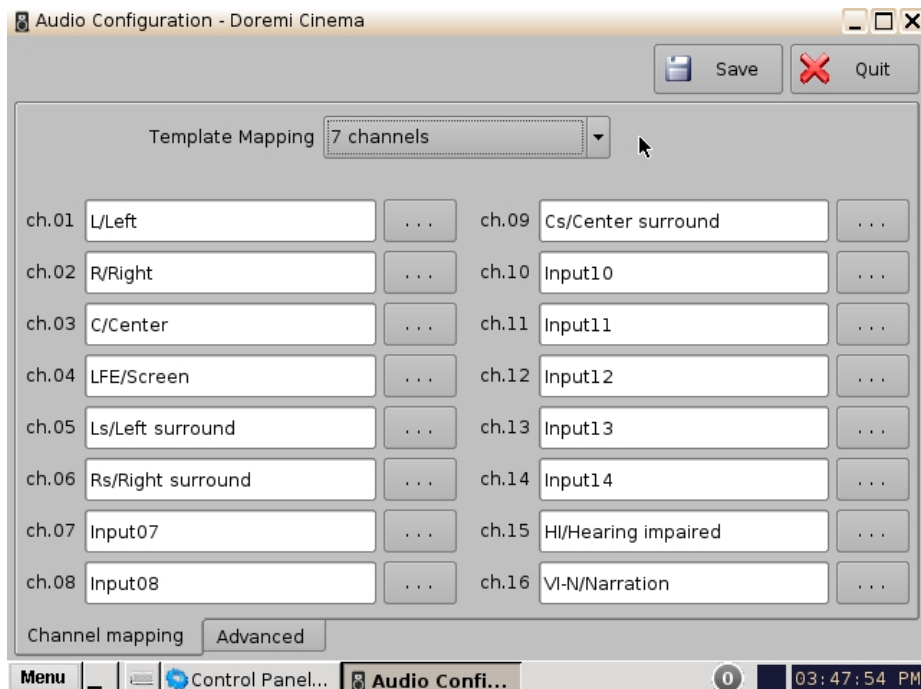 Audio Configuration - Doremi Cinema
Save
Quit
Template Mapping 7 channels
ch.01 L/Left ...
ch.02 R/Right ...
ch.03 C/Center ...
ch.04 LFE/Screen ...
ch.05 Ls/Left surround ...
ch.06 Rs/Right surround ...
ch.07 Input07 ...
ch.08 Input08 ...
ch.09 Cs/Center surround ...
ch.10 Input10 ...
ch.11 Input11 ...
ch.12 Input12 ...
ch.13 Input13 ...
ch.14 Input14 ...
ch.15 HI/Hearing impaired ...
ch.16 VI-N/Narration ...
Channel mapping
Advanced
Menu
Control Panel...
Audio Confi...
0
03:47:54 PM